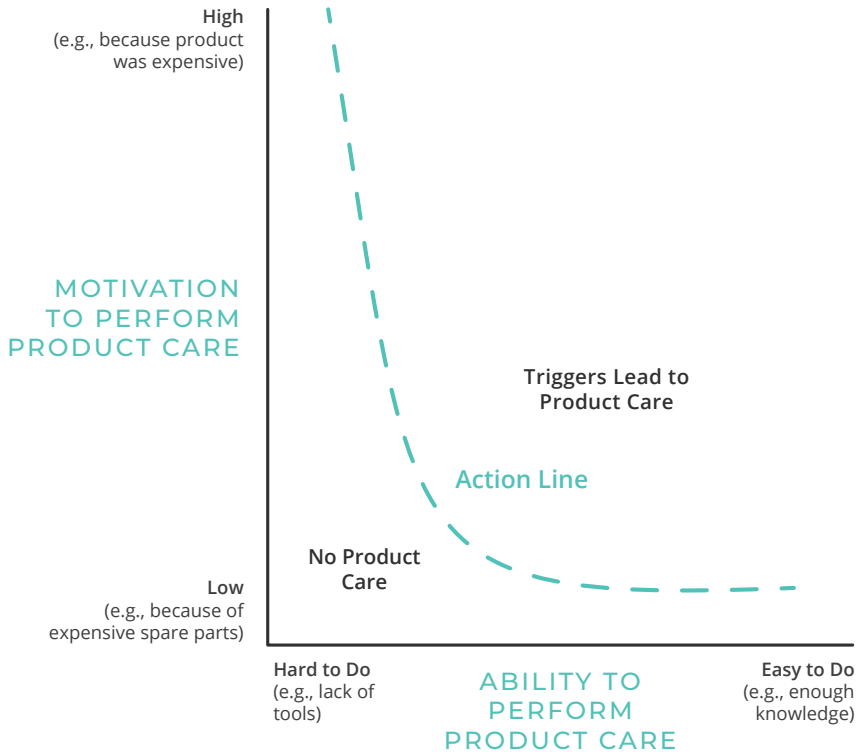 High
(e.g., because product
was expensive)
MOTIVATION
TO PERFORM
PRODUCT CARE
Triggers Lead to
Product Care
Action Line
No Product
Care
Low
(e.g., because of
expensive spare parts)
Hard to Do
(e.g., lack of
tools)
ABILITY TO
PERFORM
PRODUCT CARE
Easy to Do
(e.g., enough
knowledge)